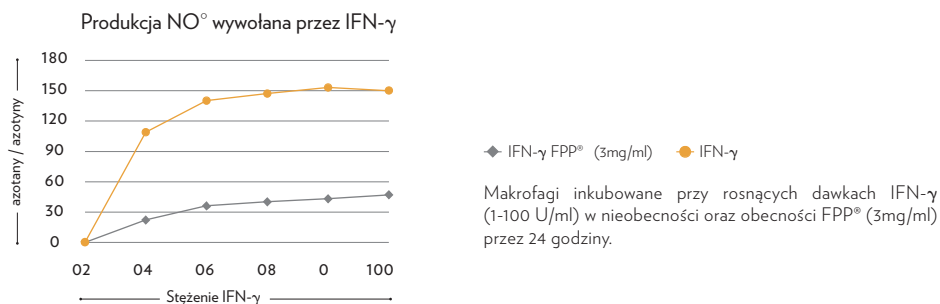 Produkcja NO° wywołana przez IFN-γ
180
150
120
90
60
30
0
azotany / azotyny
02 04 06 08 0 100
Stężenie IFN-γ
IFN-γ FPP® (3mg/ml) IFN-γ
Makrofagi inkubowane przy rosnących dawkach IFN-γ
(1-100 U/ml) w nieobecności oraz obecności FPP® (3mg/ml)
przez 24 godziny.